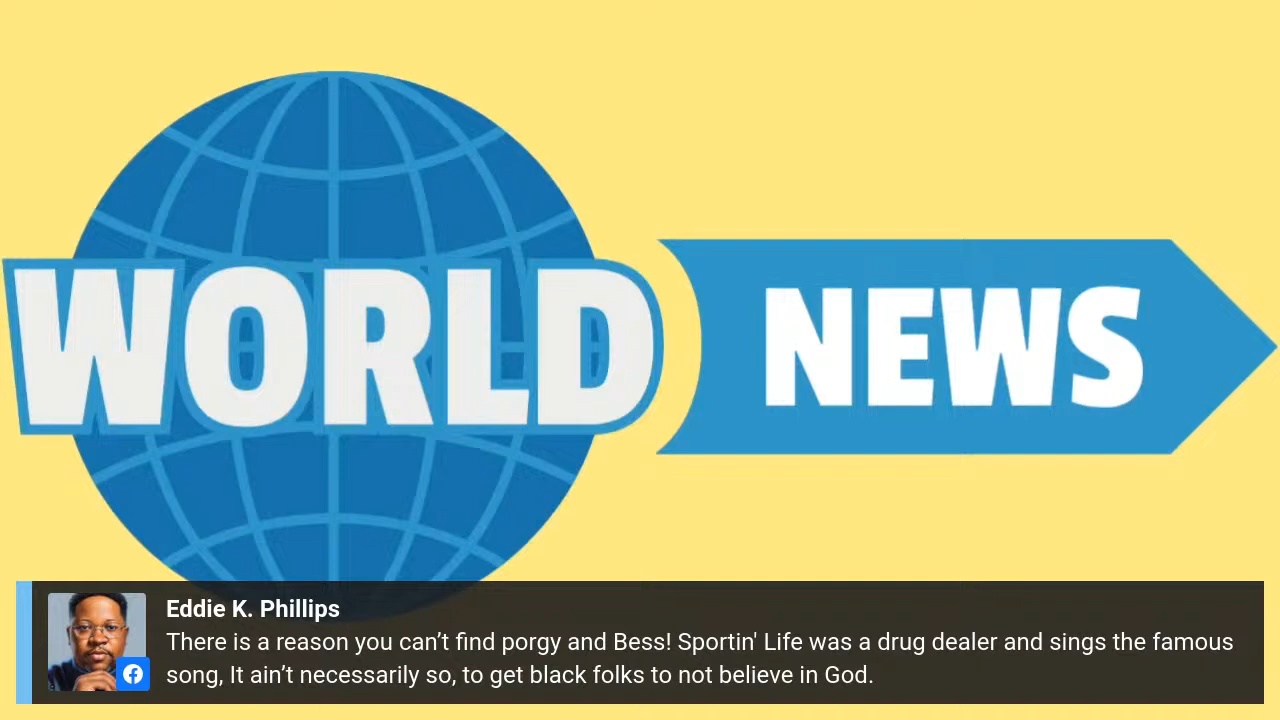 WORLD
NEWS
Eddie K. Phillips
There is a reason you can’t find porgy and Bess! Sportin' Life was a drug dealer and sings the famous
song, It ain’t necessarily so, to get black folks to not believe in God.